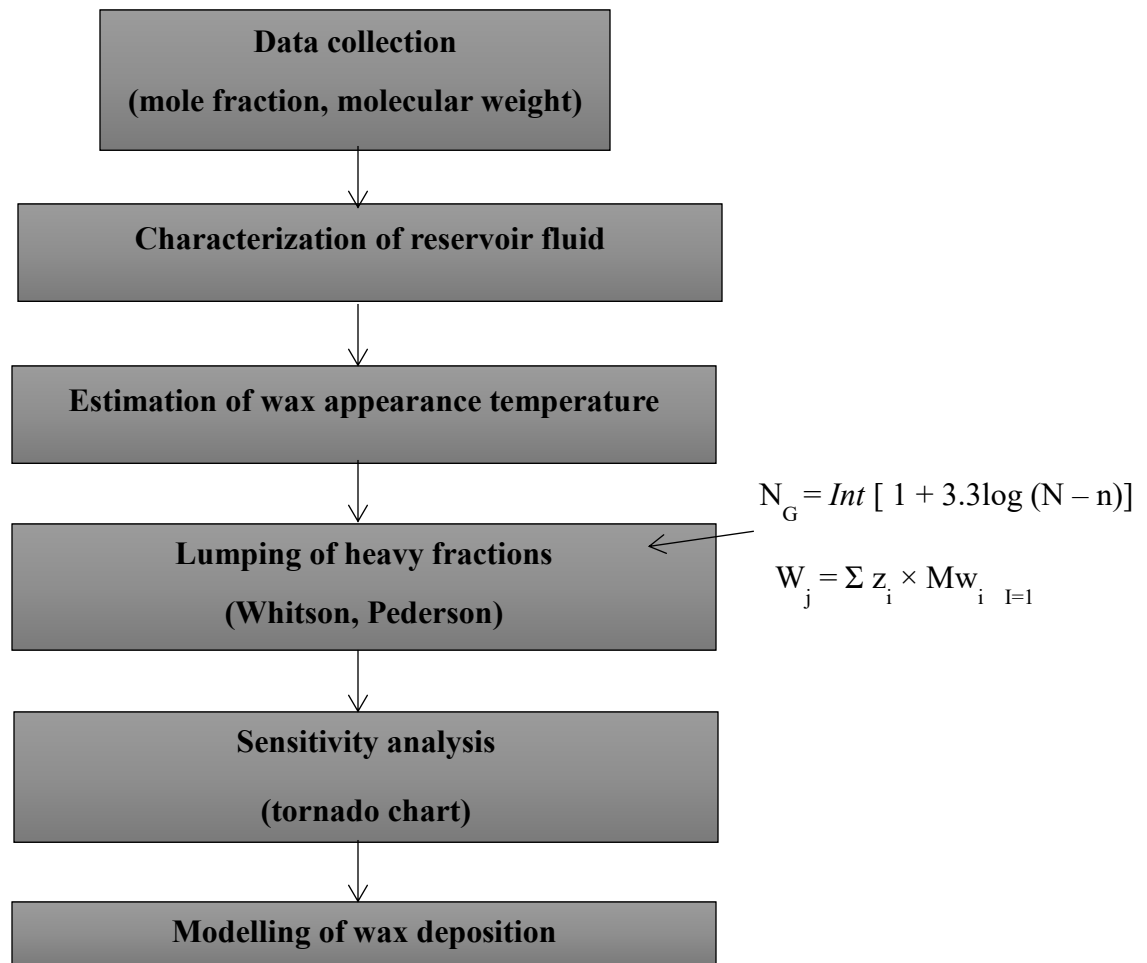 Data collection
(mole fraction, molecular weight)
Characterization of reservoir fluid
Estimation of wax appearance temperature
N_G = Int [ 1 + 3.3log (N – n)]
Lumping of heavy fractions
(Whitson, Pederson)
W_j = Σ z_i × Mw_i I=1
Sensitivity analysis
(tornado chart)
Modelling of wax deposition